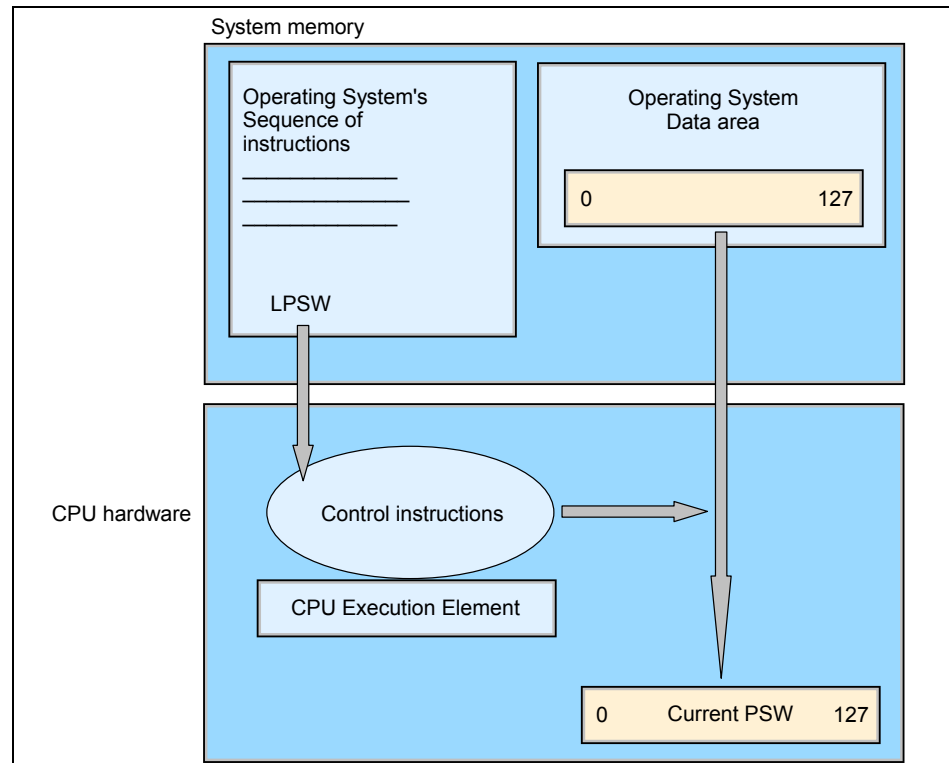 System memory
Operating System's
Sequence of
instructions
LPSW
Operating System
Data area
0 127
CPU hardware
Control instructions
CPU Execution Element
0 Current PSW 127